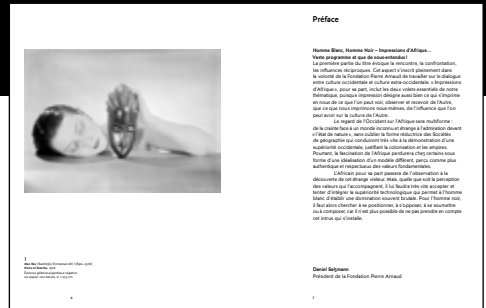 Préface
Homme Blanc, Homme Noir – Impressions d'Afrique...
Vaste programme et que de sous-entendus !
La première partie du titre évoque la rencontre, la confrontation,
les influences réciproques. Cet aspect s'inscrit pleinement dans
la volonté de la Fondation Pierre Arnaud de travailler sur le dialogue
entre culture occidentale et culture extra-occidentale. « Impressions
d'Afrique », pour sa part, inclut les deux volets essentiels de notre
thématique, puisque impression désigne aussi bien ce qui s'imprime
en nous de ce que l'on peut voir, observer et recevoir de l'Autre,
que ce que nous imprimons nous-mêmes, de l'influence que l'on
peut avoir sur la culture de l'Autre.
Le regard de l'Occident sur l'Afrique sera multiforme :
de la crainte face à un monde inconnu et étrange à l'admiration devant
« l'état de nature », sans oublier la forme réductrice des Sociétés
de géographie qui conduiront très vite à la démonstration d'une
supériorité occidentale, justifiant la colonisation et les empires.
Pourtant, la fascination de l'Afrique perdurera chez certains sous
forme d'une idéalisation d'un modèle différent, perçu comme plus
authentique et respectueux des valeurs fondamentales.
L'Africain pour sa part passera de l'observation à la
découverte de cet étrange visiteur. Mais, quelle que soit la perception
des valeurs qui l'accompagnent, il lui faudra très vite accepter et
tenter d'intégrer la supériorité technologique qui permet à l'homme
blanc d'établir une domination souvent brutale. Pour l'homme noir,
il faut alors chercher à se positionner, à s'opposer, à se soumettre
ou à composer, car il n'est plus possible de ne pas prendre en compte
cet intrus qui s'installe.
Daniel Salzmann
Président de la Fondation Pierre Arnaud
1
Man Ray
Noire et blanche, 1926